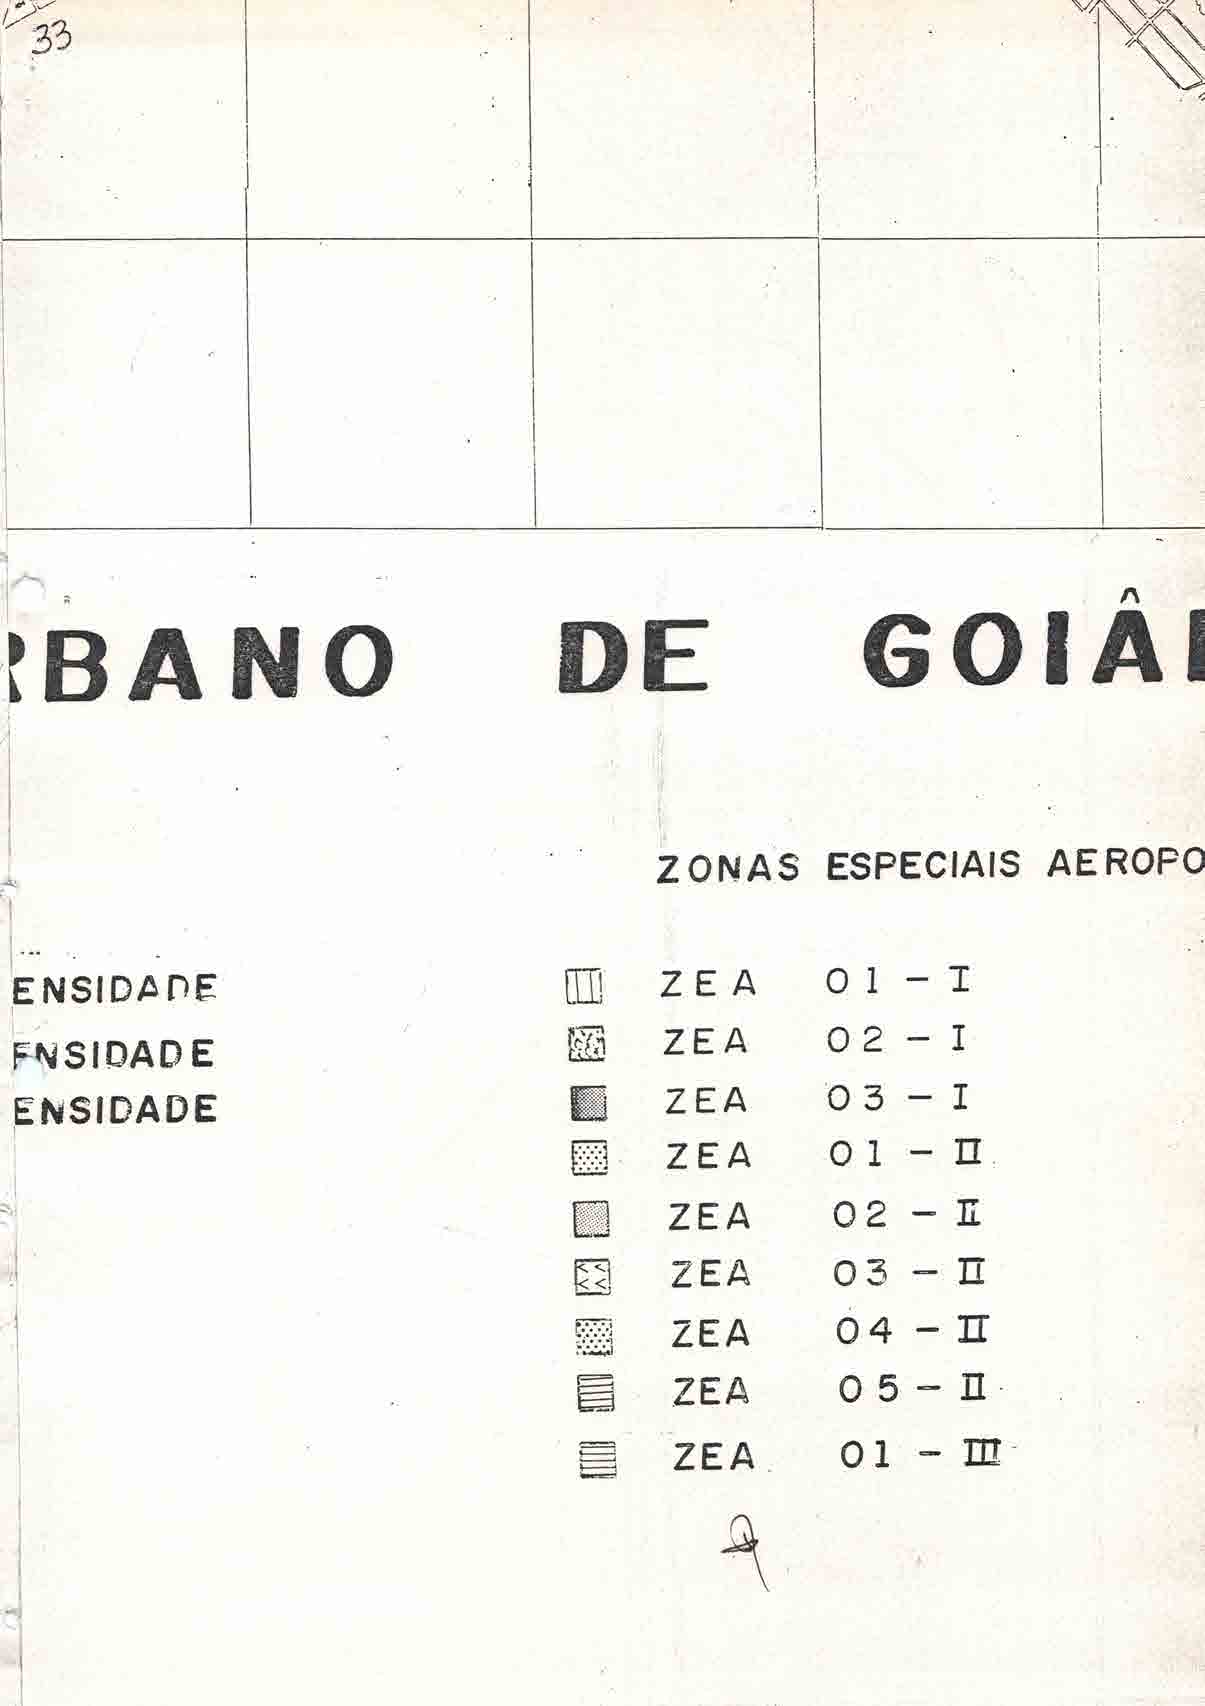 33
RBANO DE GOIÂ
ZONAS ESPECIAIS AEROPO
ENSIDADE
ENSIDADE
ENSIDADE
ZEA 01 - I
ZEA 02 - I
ZEA 03 - I
ZEA 01 - II
ZEA 02 - II
ZEA 03 - II
ZEA 04 - II
ZEA 05 - II
ZEA 01 - III